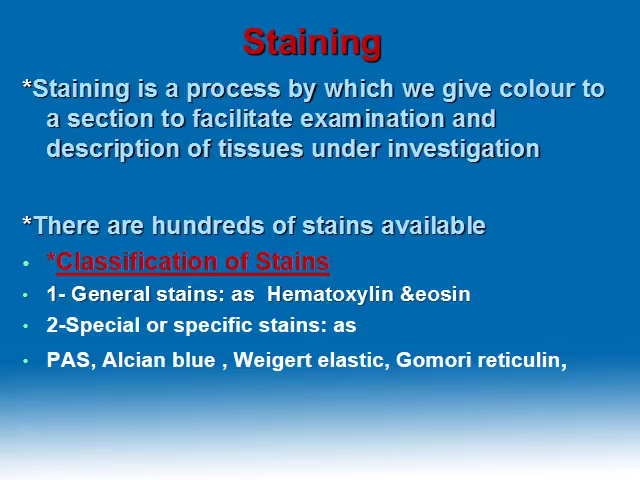 Staining
*Staining is a process by which we give colour to
a section to facilitate examination and
description of tissues under investigation
*There are hundreds of stains available
• *Classification of Stains
• 1- General stains: as  Hematoxylin &eosin
• 2-Special or specific stains: as
• PAS, Alcian blue , Weigert elastic, Gomori reticulin,